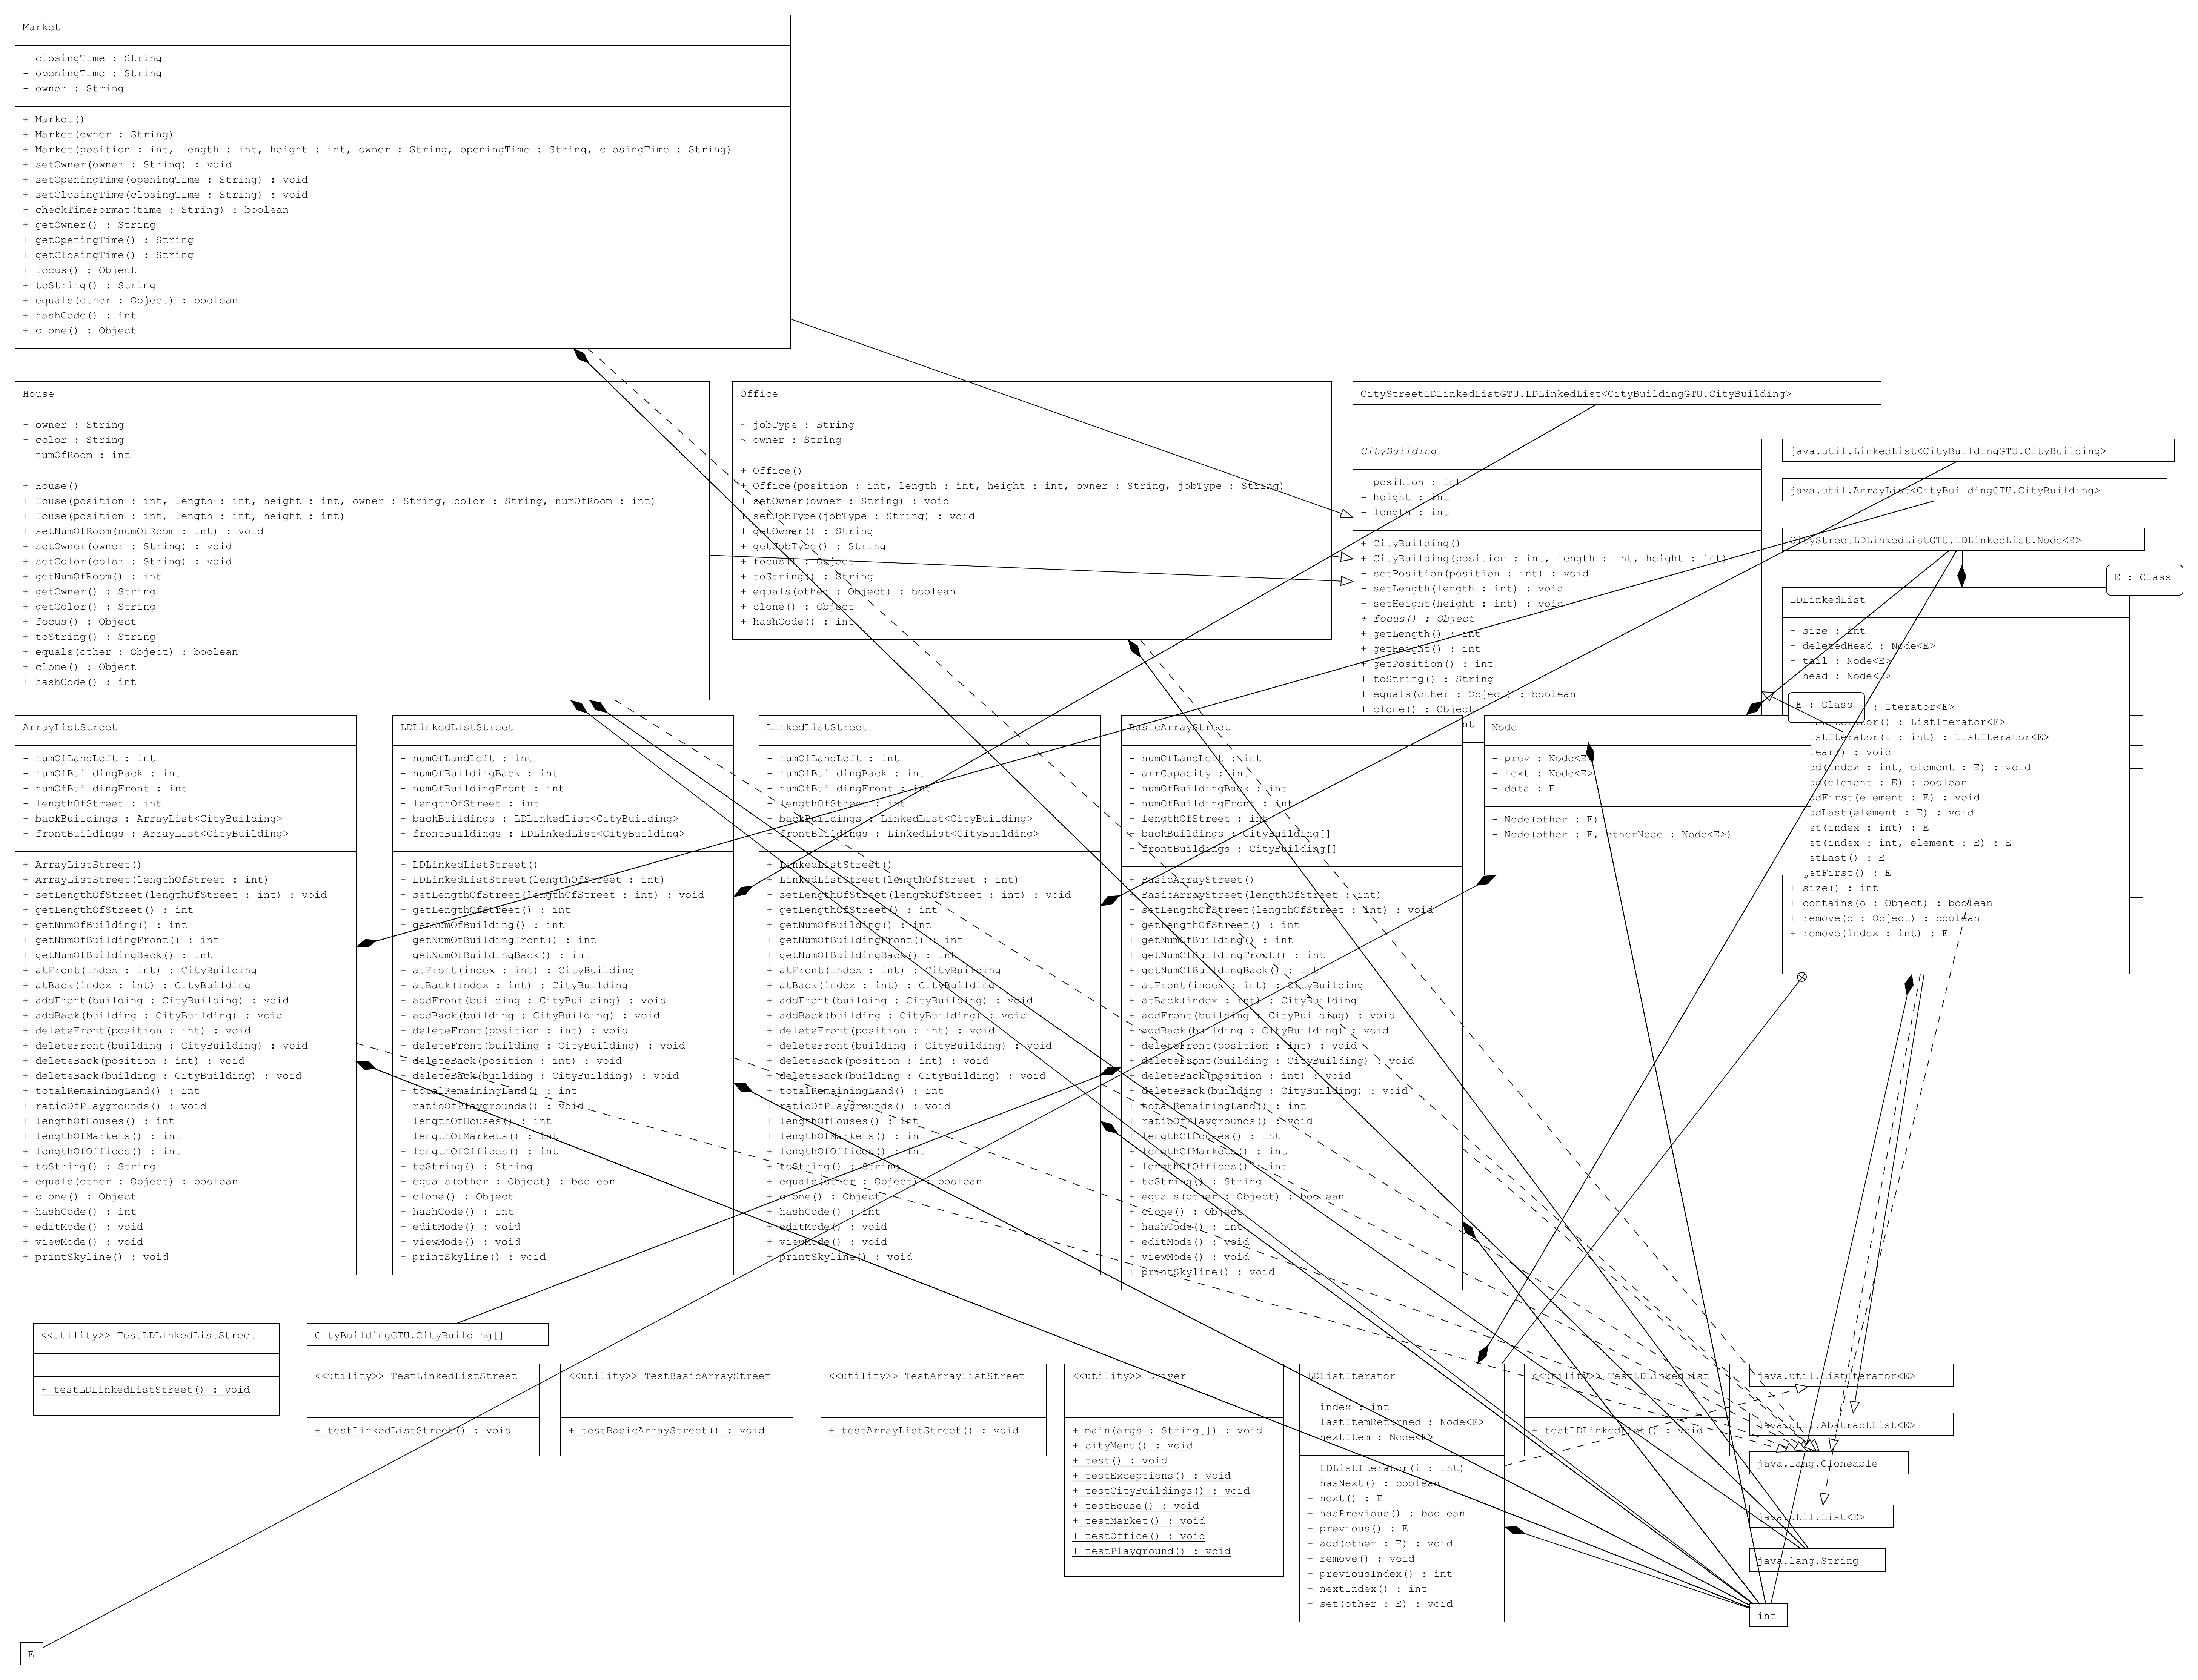 Market
- closingTime : String
- openingTime : String
- owner : String
+ Market()
+ Market(owner : String)
+ Market(position : int, length : int, height : int, owner : String, openingTime : String, closingTime : String)
+ setOwner(owner : String) : void
+ setOpeningTime(openingTime : String) : void
+ setClosingTime(closingTime : String) : void
- checkTimeFormat(time : String) : boolean
+ getOwner() : String
+ getOpeningTime() : String
+ getClosingTime() : String
+ focus() : Object
+ toString() : String
+ equals(other : Object) : boolean
+ hashCode() : int
+ clone() : Object
House
- owner : String
- color : String
- numOfRoom : int
+ House()
+ House(position : int, length : int, height : int, owner : String, color : String, numOfRoom : int)
+ House(position : int, length : int, height : int)
+ setNumOfRoom(numOfRoom : int) : void
+ setOwner(owner : String) : void
+ setColor(color : String) : void
+ getNumOfRoom() : int
+ getOwner() : String
+ getColor() : String
+ focus() : Object
+ toString() : String
+ equals(other : Object) : boolean
+ clone() : Object
+ hashCode() : int
Office
~ jobType : String
~ owner : String
+ Office()
+ Office(position : int, length : int, height : int, owner : String, jobType : String)
+ setOwner(owner : String) : void
+ setJobType(jobType : String) : void
+ getOwner() : String
+ getJobType() : String
+ focus() : Object
+ toString() : String
+ equals(other : Object) : boolean
+ clone() : Object
+ hashCode() : int
CityStreetLDLinkedListGTU.LDLinkedList<CityBuildingGTU.CityBuilding>
CityBuilding
- position : int
- height : int
- length : int
+ CityBuilding()
+ CityBuilding(position : int, length : int, height : int)
- setPosition(position : int) : void
- setLength(length : int) : void
- setHeight(height : int) : void
+ focus() : Object
+ getLength() : int
+ getHeight() : int
+ getPosition() : int
+ toString() : String
+ equals(other : Object) : boolean
+ clone() : Object
java.util.LinkedList<CityBuildingGTU.CityBuilding>
java.util.ArrayList<CityBuildingGTU.CityBuilding>
CityStreetLDLinkedListGTU.LDLinkedList.Node<E>
E : Class
LDLinkedList
- size : int
- deletedHead : Node<E>
- tail : Node<E>
- head : Node<E>
E : Class
: Iterator<E>
() : ListIterator<E>
(i : int) : ListIterator<E>
() : void
(index : int, element : E) : void
(element : E) : boolean
(element : E) : void
(element : E) : void
(index : int) : E
(index : int, element : E) : E
() : E
getFirst() : E
+ size() : int
+ contains(o : Object) : boolean
+ remove(o : Object) : boolean
+ remove(index : int) : E
ArrayListStreet
- numOfLandLeft : int
- numOfBuildingBack : int
- numOfBuildingFront : int
- lengthOfStreet : int
- backBuildings : ArrayList<CityBuilding>
- frontBuildings : ArrayList<CityBuilding>
+ ArrayListStreet()
+ ArrayListStreet(lengthOfStreet : int)
- setLengthOfStreet(lengthOfStreet : int) : void
+ getLengthOfStreet() : int
+ getNumOfBuilding() : int
+ getNumOfBuildingFront() : int
+ getNumOfBuildingBack() : int
+ atFront(index : int) : CityBuilding
+ atBack(index : int) : CityBuilding
+ addFront(building : CityBuilding) : void
+ addBack(building : CityBuilding) : void
+ deleteFront(position : int) : void
+ deleteFront(building : CityBuilding) : void
+ deleteBack(position : int) : void
+ deleteBack(building : CityBuilding) : void
+ totalRemainingLand() : int
+ ratioOfPlaygrounds() : void
+ lengthOfHouses() : int
+ lengthOfMarkets() : int
+ lengthOfOffices() : int
+ toString() : String
+ equals(other : Object) : boolean
+ clone() : Object
+ hashCode() : int
+ editMode() : void
+ viewMode() : void
+ printSkyline() : void
LDLinkedListStreet
- numOfLandLeft : int
- numOfBuildingBack : int
- numOfBuildingFront : int
- lengthOfStreet : int
- backBuildings : LDLinkedList<CityBuilding>
- frontBuildings : LDLinkedList<CityBuilding>
+ LDLinkedListStreet()
+ LDLinkedListStreet(lengthOfStreet : int)
- setLengthOfStreet(lengthOfStreet : int) : void
+ getLengthOfStreet() : int
+ getNumOfBuilding() : int
+ getNumOfBuildingFront() : int
+ getNumOfBuildingBack() : int
+ atFront(index : int) : CityBuilding
+ atBack(index : int) : CityBuilding
+ addFront(building : CityBuilding) : void
+ addBack(building : CityBuilding) : void
+ deleteFront(position : int) : void
+ deleteFront(building : CityBuilding) : void
+ deleteBack(position : int) : void
+ deleteBack(building : CityBuilding) : void
+ totalRemainingLand() : int
+ ratioOfPlaygrounds() : void
+ lengthOfHouses() : int
+ lengthOfMarkets() : int
+ lengthOfOffices() : int
+ toString() : String
+ equals(other : Object) : boolean
+ clone() : Object
+ hashCode() : int
+ editMode() : void
+ viewMode() : void
+ printSkyline() : void
LinkedListStreet
- numOfLandLeft : int
- numOfBuildingBack : int
- numOfBuildingFront : int
- lengthOfStreet : int
- backBuildings : LinkedList<CityBuilding>
- frontBuildings : LinkedList<CityBuilding>
+ LinkedListStreet()
+ LinkedListStreet(lengthOfStreet : int)
- setLengthOfStreet(lengthOfStreet : int) : void
+ getLengthOfStreet() : int
+ getNumOfBuilding() : int
+ getNumOfBuildingFront() : int
+ getNumOfBuildingBack() : int
+ atFront(index : int) : CityBuilding
+ atBack(index : int) : CityBuilding
+ addFront(building : CityBuilding) : void
+ addBack(building : CityBuilding) : void
+ deleteFront(position : int) : void
+ deleteFront(building : CityBuilding) : void
+ deleteBack(position : int) : void
+ deleteBack(building : CityBuilding) : void
+ totalRemainingLand() : int
+ ratioOfPlaygrounds() : void
+ lengthOfHouses() : int
+ lengthOfMarkets() : int
+ lengthOfOffices() : int
+ toString() : String
+ equals(other : Object) : boolean
+ clone() : Object
+ hashCode() : int
+ editMode() : void
+ viewMode() : void
+ printSkyline() : void
BasicArrayStreet
- numOfLandLeft : int
- arrCapacity : int
- numOfBuildingBack : int
- numOfBuildingFront : int
- lengthOfStreet : int
- backBuildings : CityBuilding[]
- frontBuildings : CityBuilding[]
+ BasicArrayStreet()
+ BasicArrayStreet(lengthOfStreet : int)
- setLengthOfStreet(lengthOfStreet : int) : void
+ getLengthOfStreet() : int
+ getNumOfBuilding() : int
+ getNumOfBuildingFront() : int
+ getNumOfBuildingBack() : int
+ atFront(index : int) : CityBuilding
+ atBack(index : int) : CityBuilding
+ addFront(building : CityBuilding) : void
+ addBack(building : CityBuilding) : void
+ deleteFront(position : int) : void
+ deleteFront(building : CityBuilding) : void
+ deleteBack(position : int) : void
+ deleteBack(building : CityBuilding) : void
+ totalRemainingLand() : int
+ ratioOfPlaygrounds() : void
+ lengthOfHouses() : int
+ lengthOfMarkets() : int
+ lengthOfOffices() : int
+ toString() : String
+ equals(other : Object) : boolean
+ clone() : Object
+ hashCode() : int
+ editMode() : void
+ viewMode() : void
+ printSkyline() : void
Node
- prev : Node<E>
- next : Node<E>
- data : E
- Node(other : E)
- Node(other : E, otherNode : Node<E>)
<<utility>> TestLDLinkedListStreet
+ testLDLinkedListStreet() : void
CityBuildingGTU.CityBuilding[]
<<utility>> TestLinkedListStreet
+ testLinkedListStreet() : void
<<utility>> TestBasicArrayStreet
+ testBasicArrayStreet() : void
<<utility>> TestArrayListStreet
+ testArrayListStreet() : void
<<utility>> Driver
+ main(args : String[]) : void
+ cityMenu() : void
+ test() : void
+ testExceptions() : void
+ testCityBuildings() : void
+ testHouse() : void
+ testMarket() : void
+ testOffice() : void
+ testPlayground() : void
LDListIterator
- index : int
- lastItemReturned : Node<E>
- nextItem : Node<E>
+ LDListIterator(i : int)
+ hasNext() : boolean
+ next() : E
+ hasPrevious() : boolean
+ previous() : E
+ add(other : E) : void
+ remove() : void
+ previousIndex() : int
+ nextIndex() : int
+ set(other : E) : void
<<utility>> TestLDLinkedList
+ testLDLinkedList() : void
java.util.ListIterator<E>
java.util.AbstractList<E>
java.lang.Cloneable
java.util.List<E>
java.lang.String
int
E